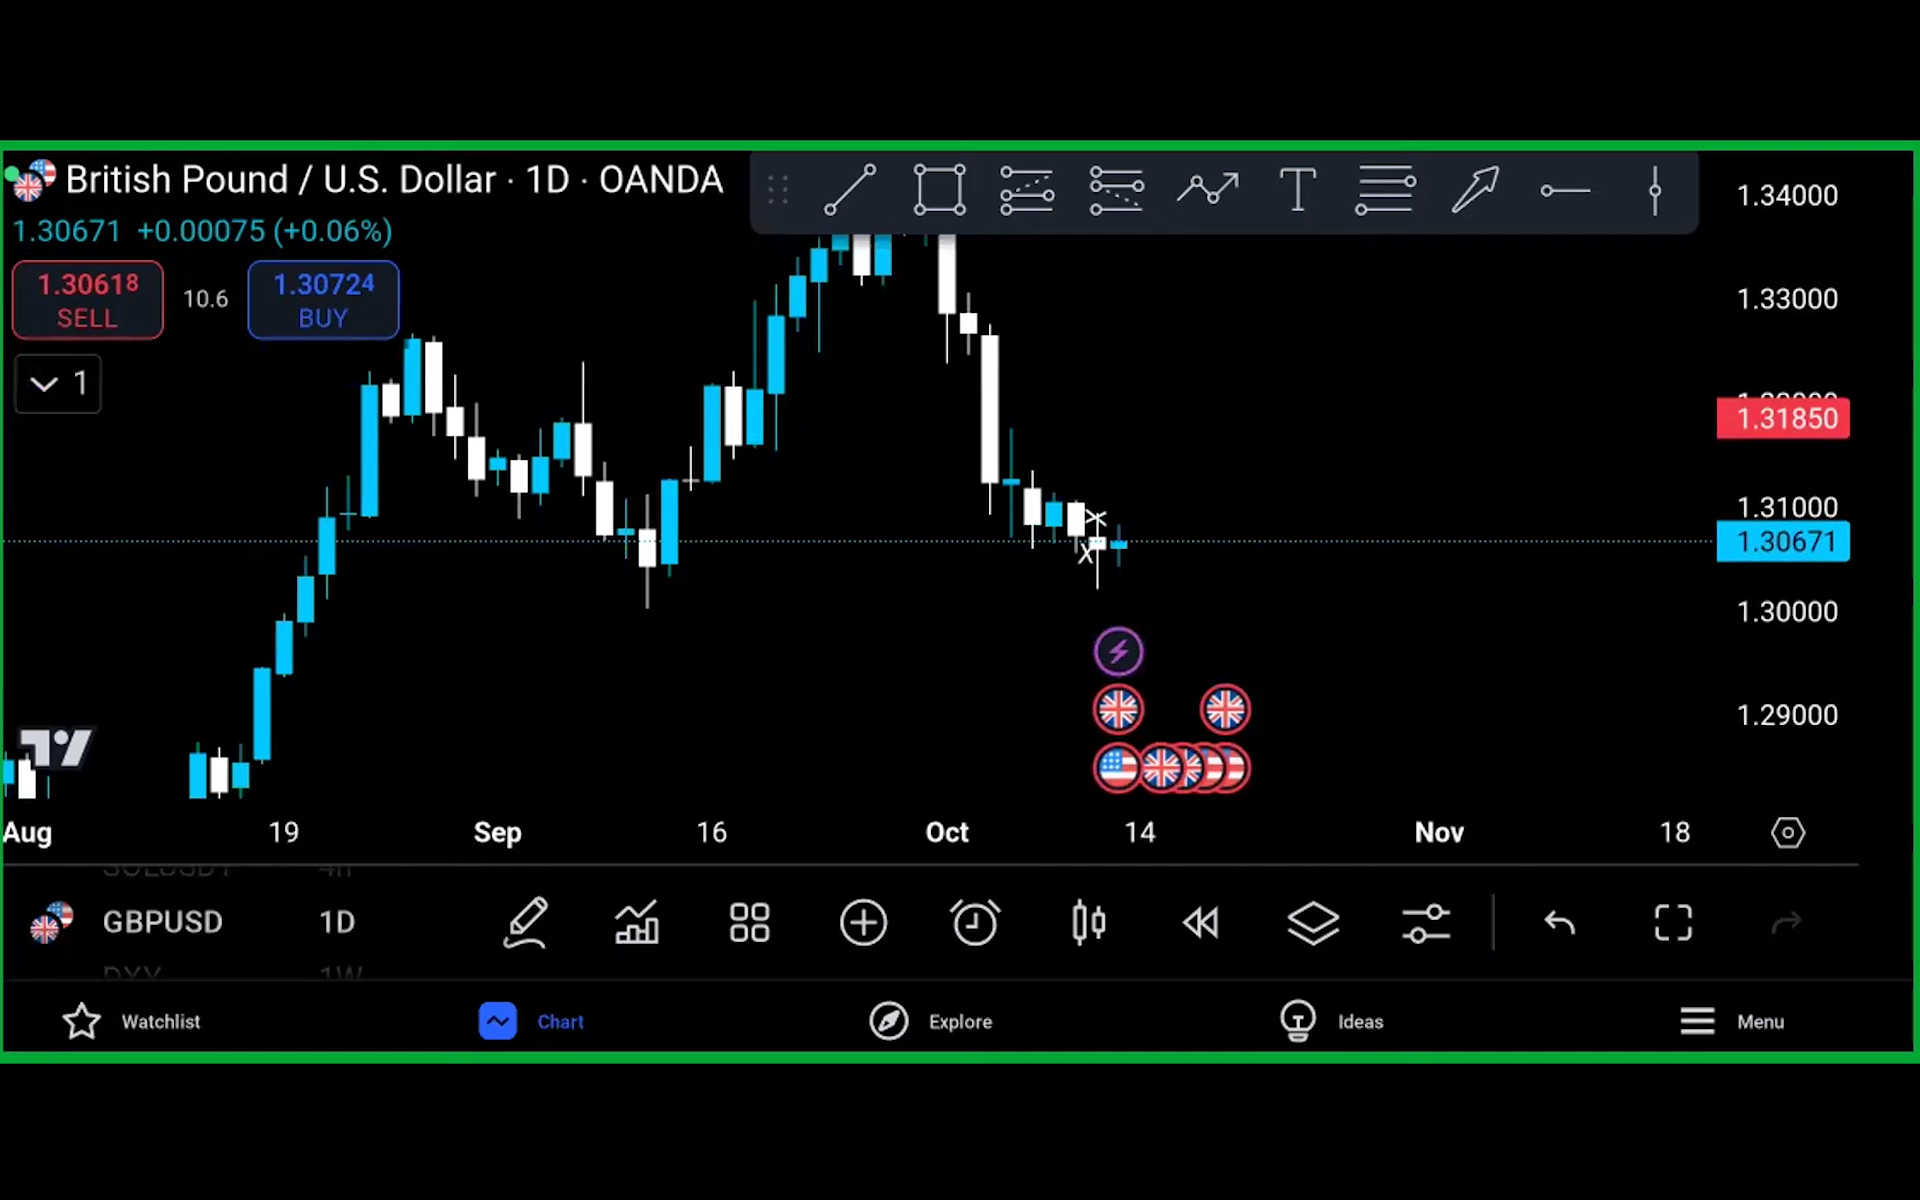 British Pound / U.S. Dollar · 1D · OANDA
1.30671 +0.00075 (+0.06%)
1.30618
SELL
10.6
1.30724
BUY
1
1.34000
1.33000
1.31850
1.31000
1.30671
1.30000
1.29000
Aug 19 Sep 16 Oct 14 Nov 18
GBPUSD 1D
DXY 1W
Watchlist Chart Explore Ideas Menu